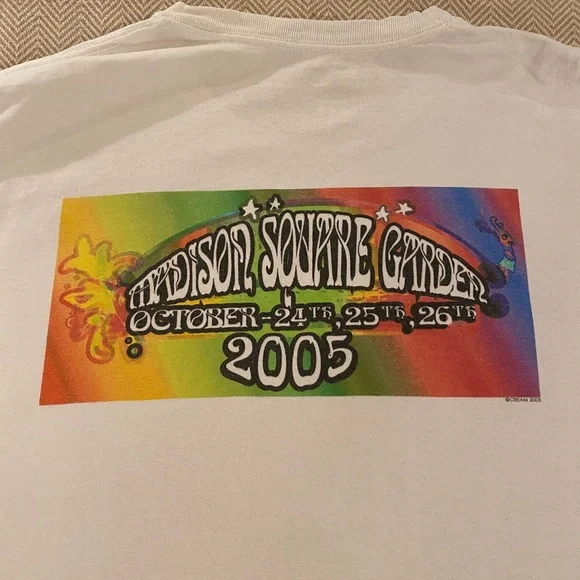 MADISON SQUARE GARDEN
OCTOBER-24TH, 25TH, 26TH
2005
©CREAM 2005